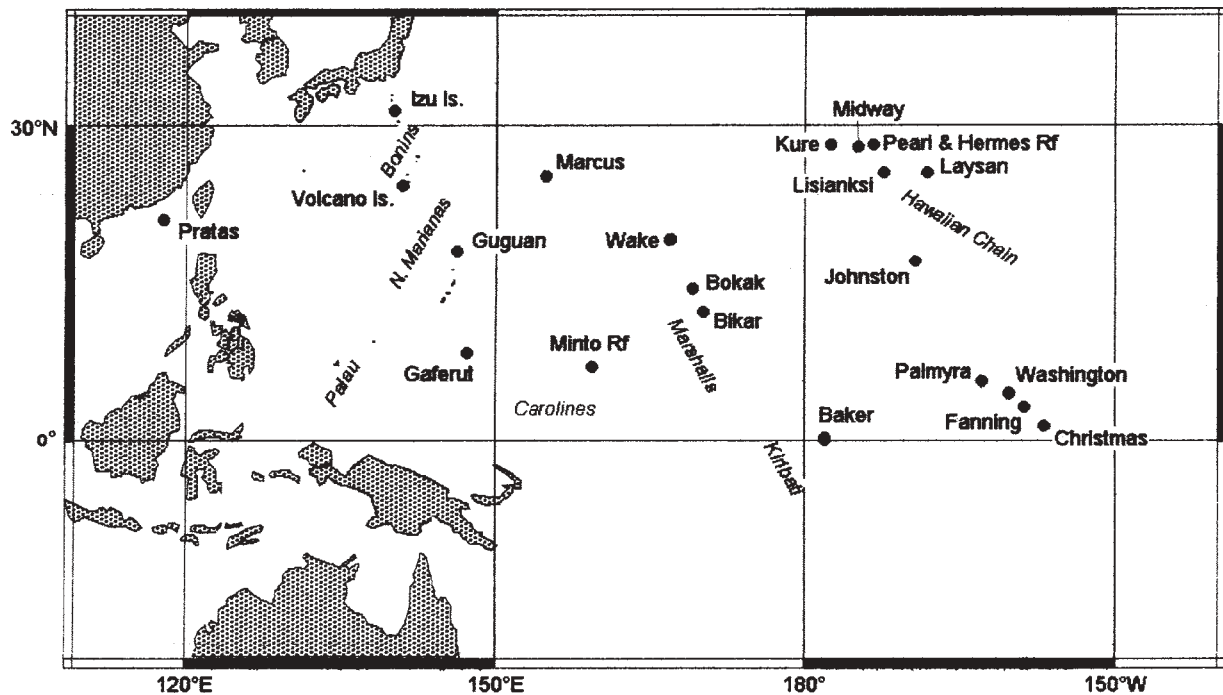 Izu Is.
Midway
30°N
Bonins
Kure
Pearl & Hermes Rf
Marcus
Lisianksi
Laysan
Volcano Is.
Hawaiian Chain
Pratas
N. Marianas
Guguan
Wake
Johnston
Bokak
Bikar
Minto Rf
Marshalls
Palau
Gaferut
Palmyra
Washington
Carolines
Baker
Fanning
0°
Christmas
Kiribati
120°E
150°E
180°
150°W